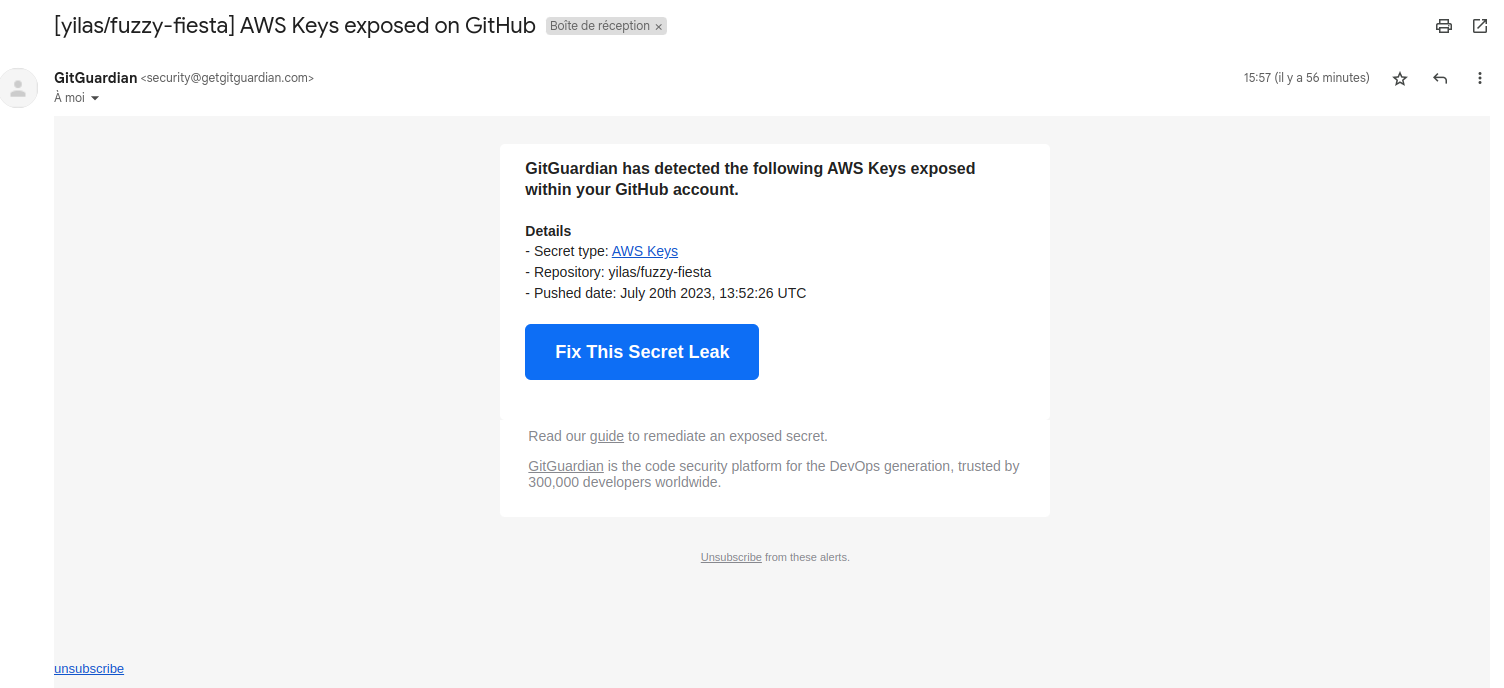 [yilas/fuzzy-fiesta] AWS Keys exposed on GitHub Boîte de réception ×
GitGuardian <security@getgitguardian.com> 15:57 (il y a 56 minutes)
À moi
GitGuardian has detected the following AWS Keys exposed
within your GitHub account.
Details
- Secret type: AWS Keys
- Repository: yilas/fuzzy-fiesta
- Pushed date: July 20th 2023, 13:52:26 UTC
Fix This Secret Leak
Read our guide to remediate an exposed secret.
GitGuardian is the code security platform for the DevOps generation, trusted by
300,000 developers worldwide.
Unsubscribe from these alerts.
unsubscribe